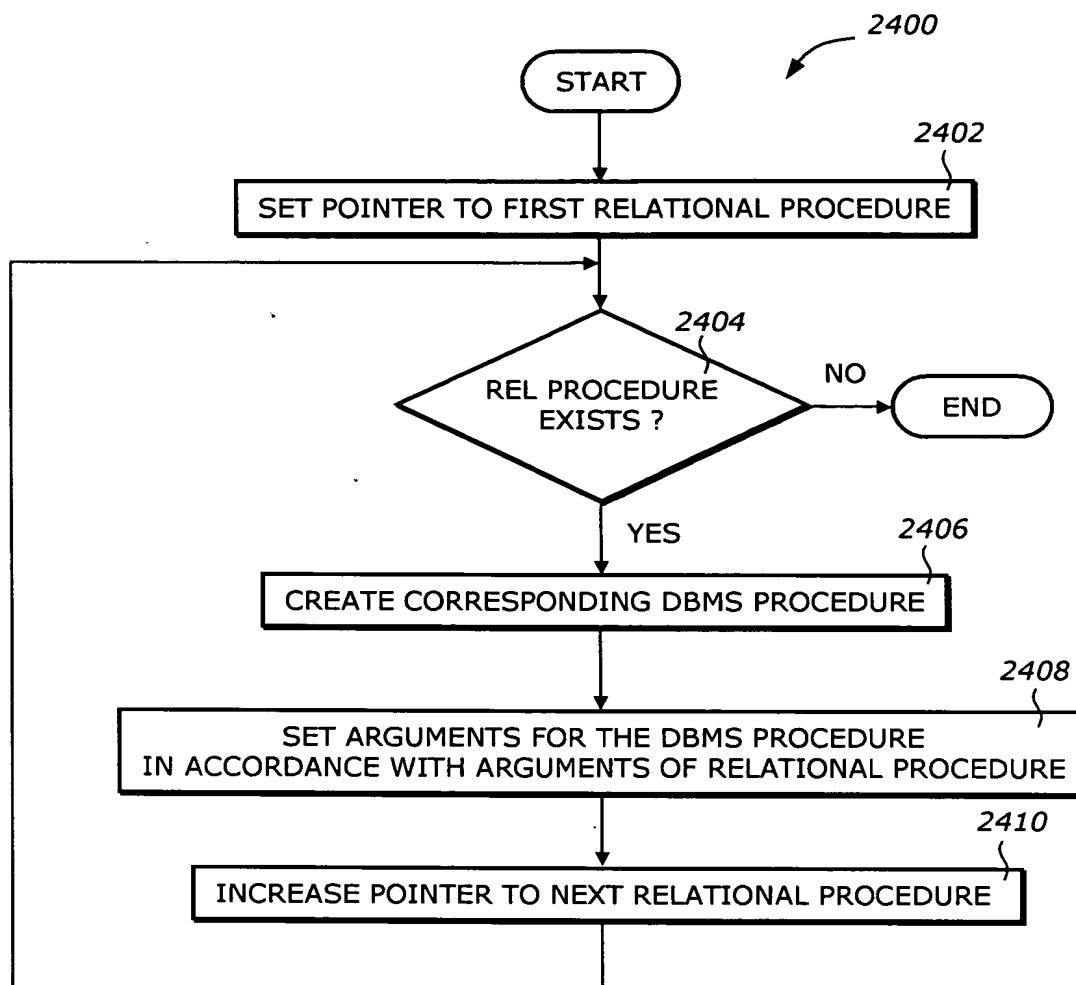 2400
START
2402
SET POINTER TO FIRST RELATIONAL PROCEDURE
2404
REL PROCEDURE
EXISTS ?
NO
END
YES
2406
CREATE CORRESPONDING DBMS PROCEDURE
2408
SET ARGUMENTS FOR THE DBMS PROCEDURE
IN ACCORDANCE WITH ARGUMENTS OF RELATIONAL PROCEDURE
2410
INCREASE POINTER TO NEXT RELATIONAL PROCEDURE